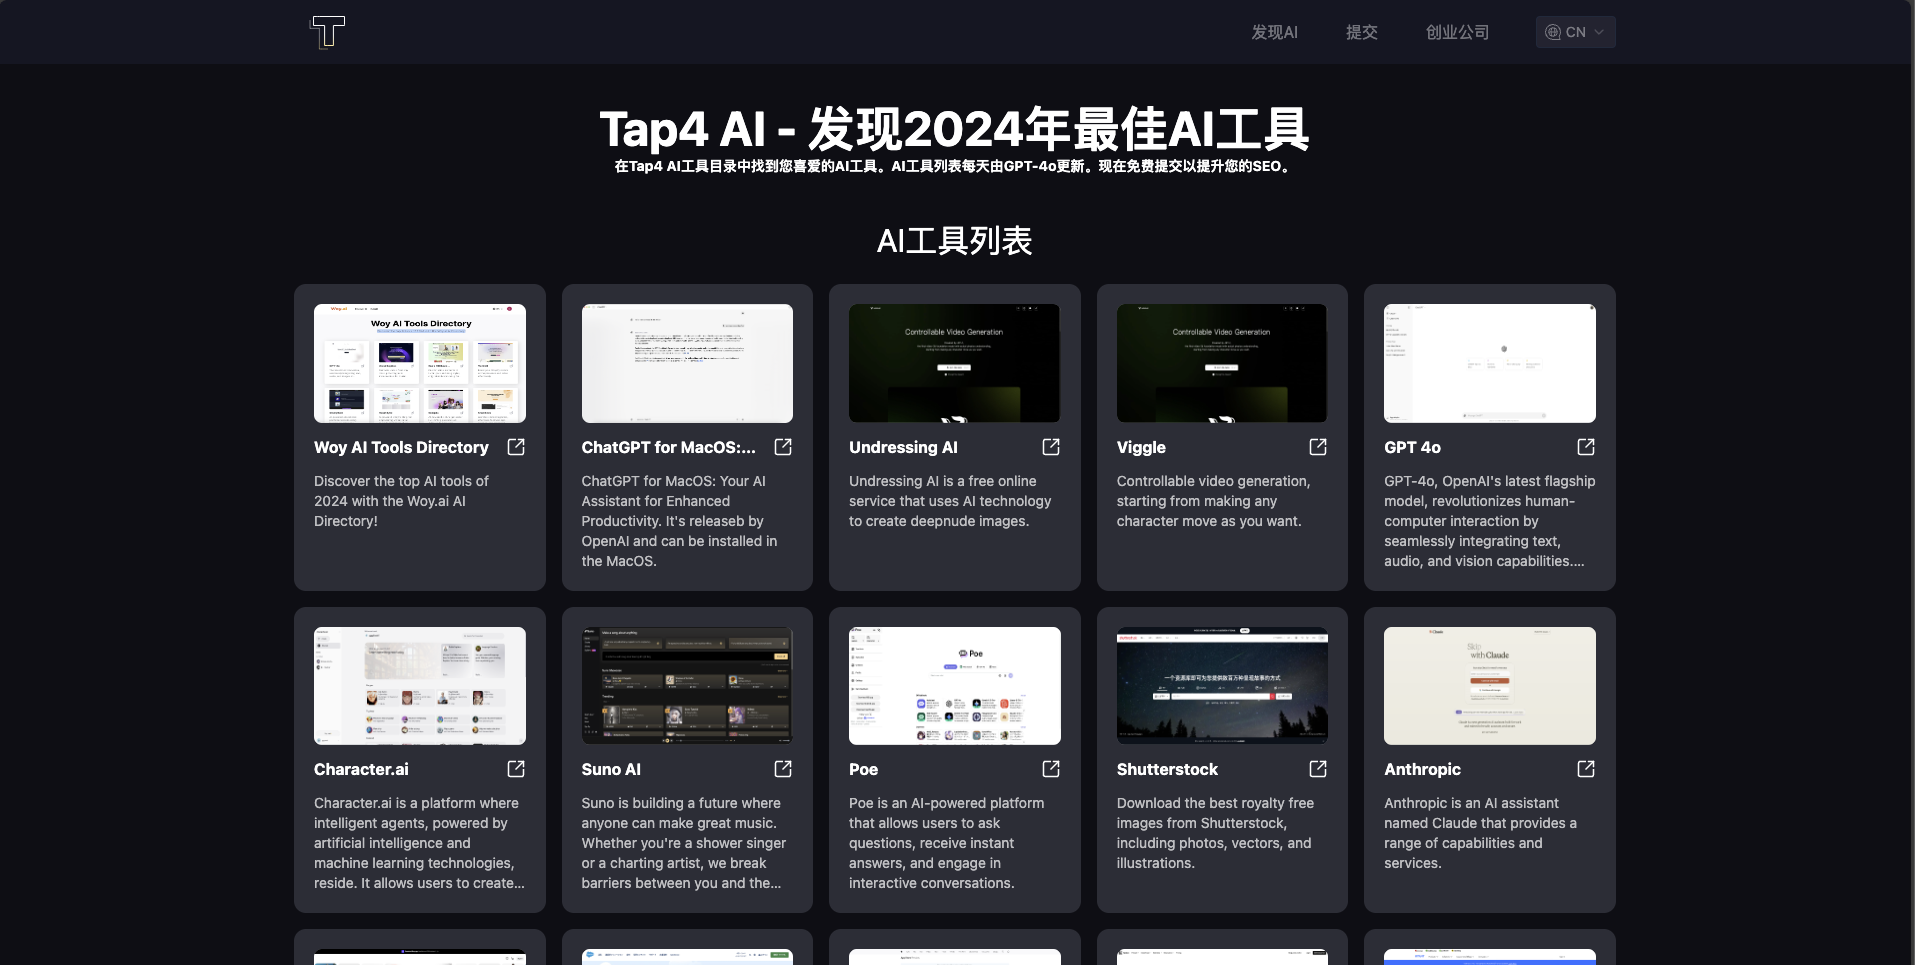 发现AI 提交 创业公司 CN
Tap4 AI - 发现2024年最佳AI工具
在Tap4 AI工具目录中找到您喜爱的AI工具。AI工具列表每天由GPT-4o更新。现在免费提交以提升您的SEO。
AI工具列表
Woy AI Tools Directory
Woy AI Tools Directory
Discover the top AI tools of
2024 with the Woy.ai AI
Directory!
ChatGPT for MacOS:...
ChatGPT for MacOS: Your AI
Assistant for Enhanced
Productivity. It's releaseb by
OpenAI and can be installed in
the MacOS.
Controllable Video Generation
Undressing AI
Undressing AI is a free online
service that uses AI technology
to create deepnude images.
Controllable Video Generation
Viggle
Controllable video generation,
starting from making any
character move as you want.
GPT 4o
GPT-4o, OpenAI's latest flagship
model, revolutionizes human-
computer interaction by
seamlessly integrating text,
audio, and vision capabilities....
Character.ai
Character.ai is a platform where
intelligent agents, powered by
artificial intelligence and
machine learning technologies,
reside. It allows users to create...
Suno AI
Suno is building a future where
anyone can make great music.
Whether you're a shower singer
or a charting artist, we break
barriers between you and the...
Poe
Poe
Poe is an AI-powered platform
that allows users to ask
questions, receive instant
answers, and engage in
interactive conversations.
一个资源库即可为您提供数百万种呈现故事的方式
Shutterstock
Download the best royalty free
images from Shutterstock,
including photos, vectors, and
illustrations.
with Claude
Anthropic
Anthropic is an AI assistant
named Claude that provides a
range of capabilities and
services.